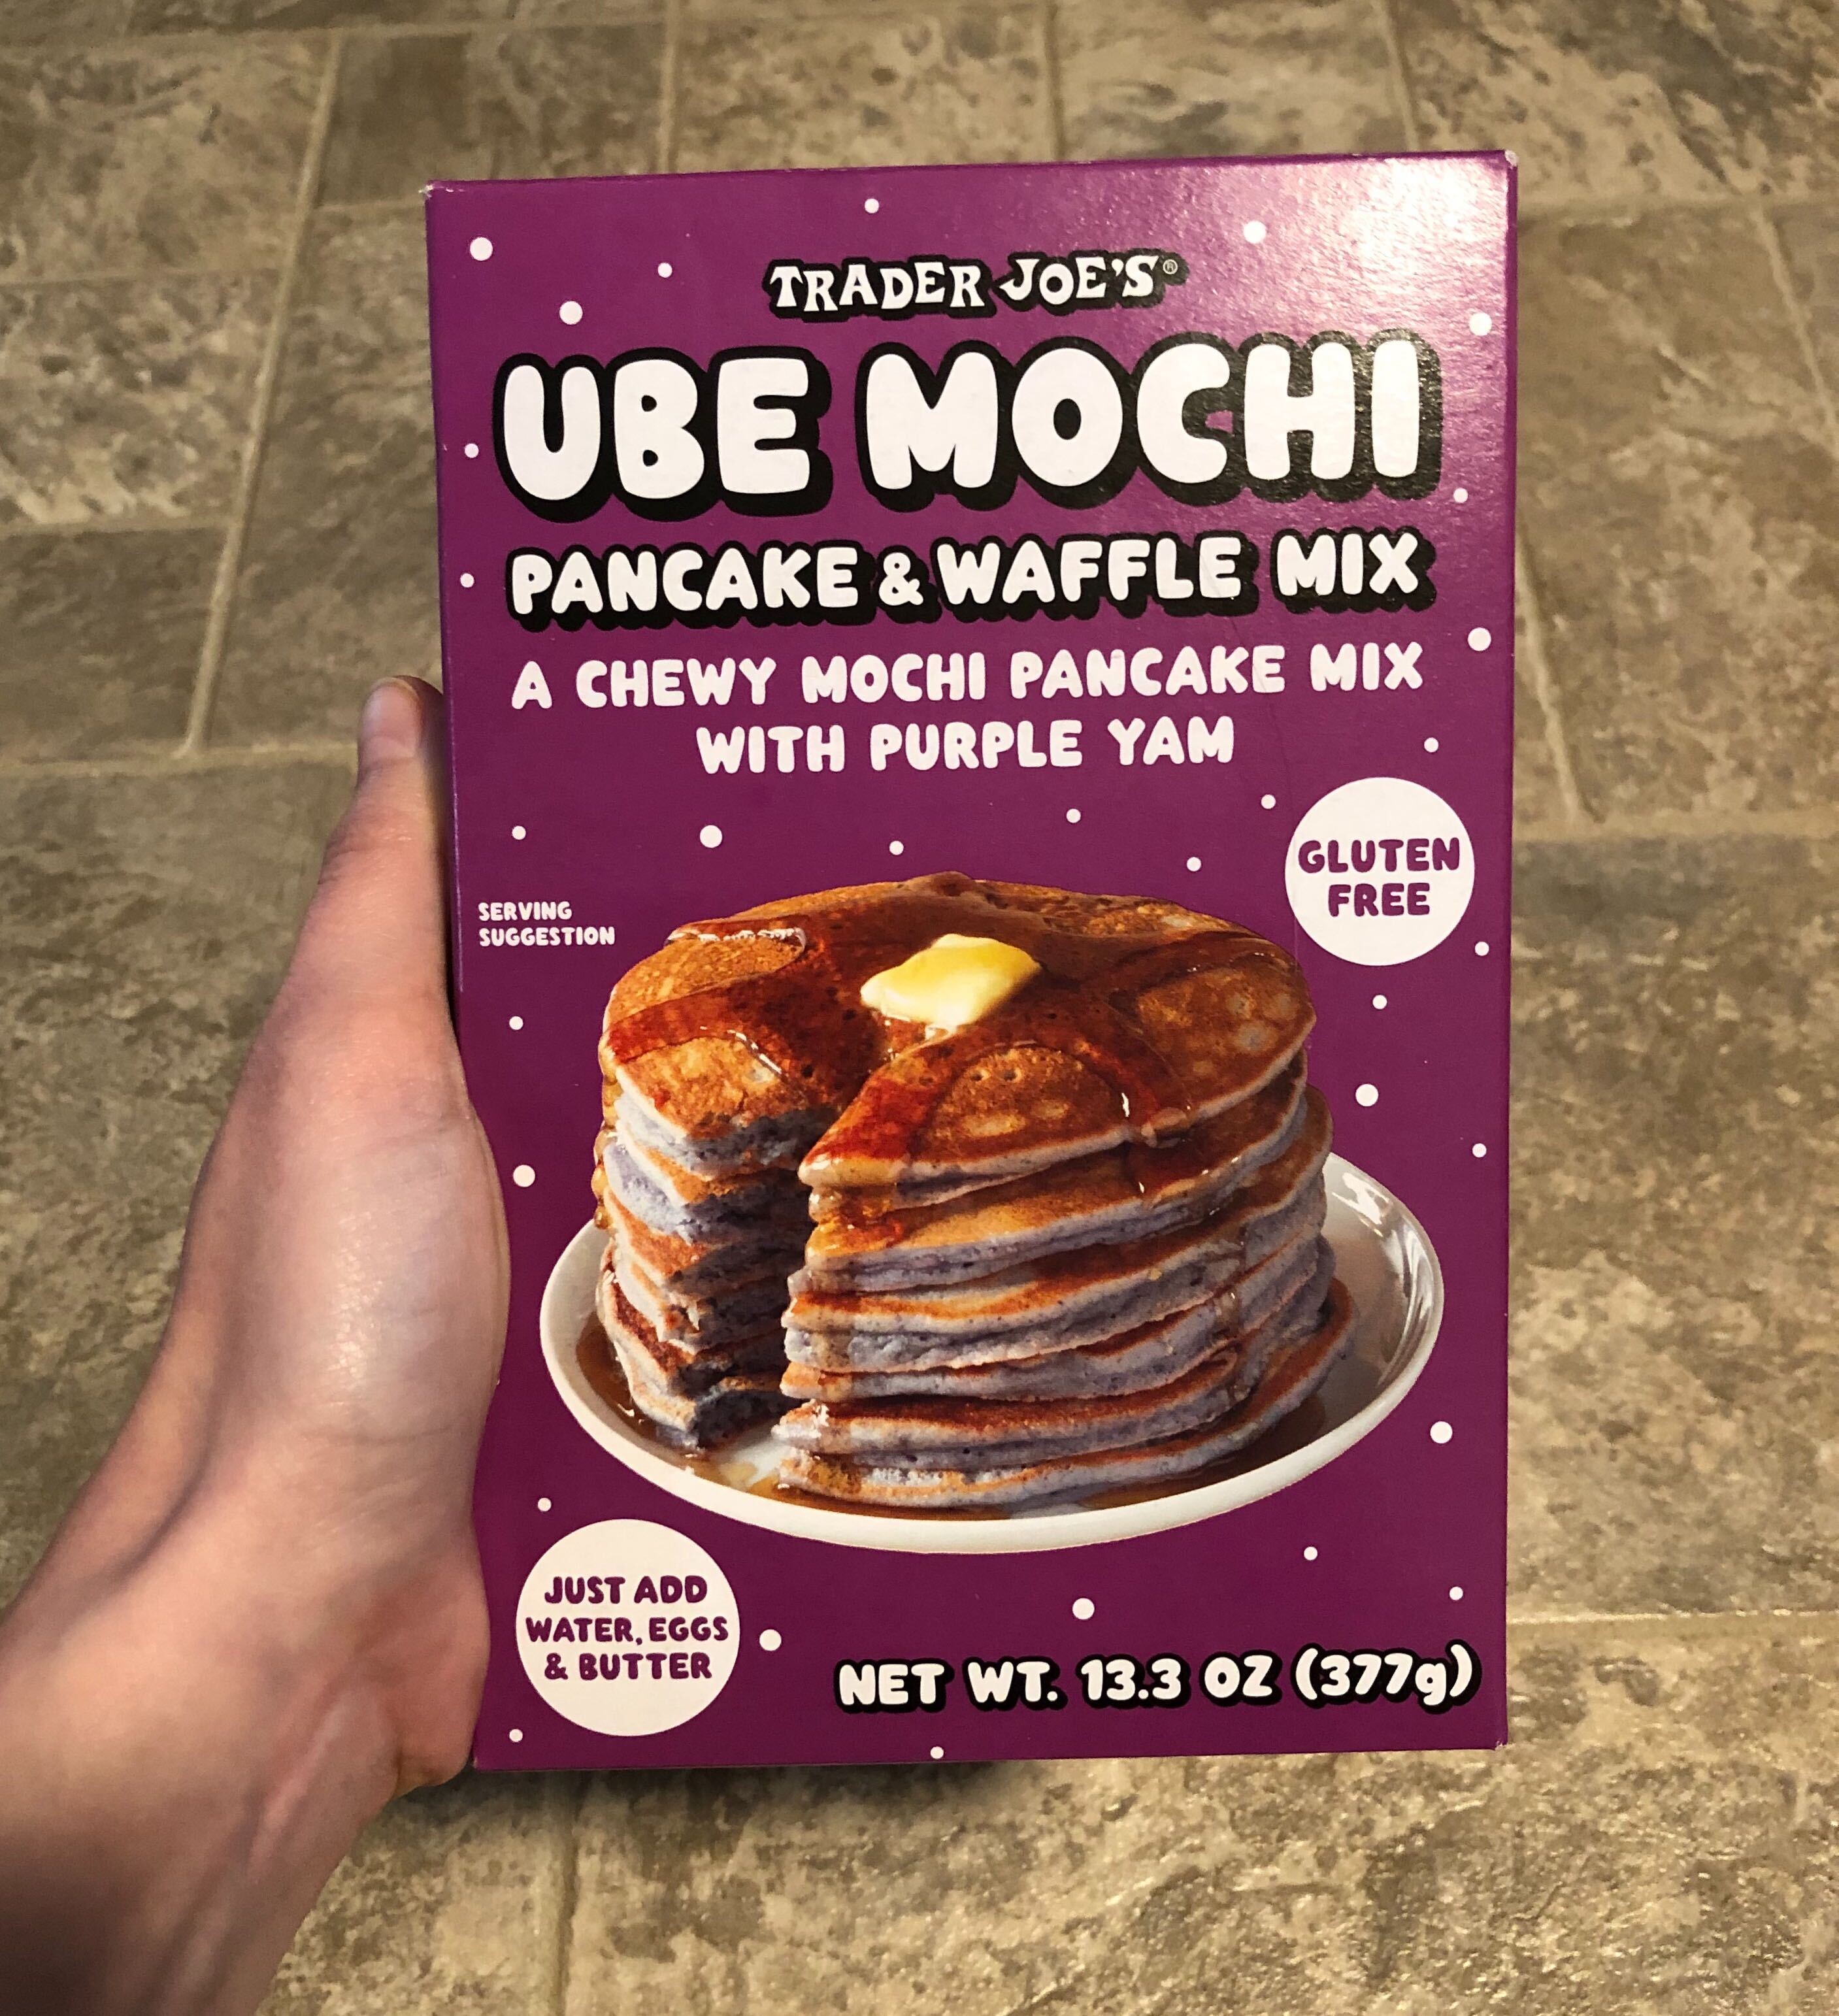 TRADER JOE'S®
UBE MOCHI
PANCAKE & WAFFLE MIX
A CHEWY MOCHI PANCAKE MIX
WITH PURPLE YAM
GLUTEN
FREE
SERVING
SUGGESTION
JUST ADD
WATER, EGGS
& BUTTER
NET WT. 13.3 OZ (377g)